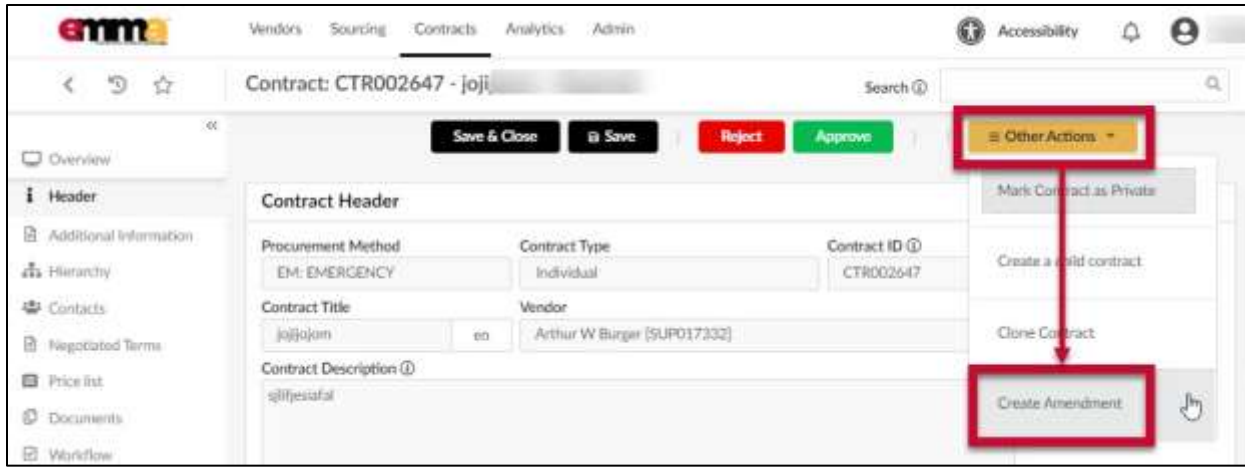 emma Vendors Sourcing Contracts Analytics Admin Accessibility
Contract: CTR002647 - joji Search
Save & Close Save Reject Approve Other Actions
Overview
Header
Additional Information
Hierarchy
Contacts
Negotiated Terms
Price list
Documents
Workflow
Contract Header
Procurement Method Contract Type Contract ID
EM: EMERGENCY Individual CTR002647
Contract Title Vendor
jojijojom en Arthur W Burger [SUP017332]
Contract Description
Mark Contract as Private
Create a child contract
Clone Contract
Create Amendment